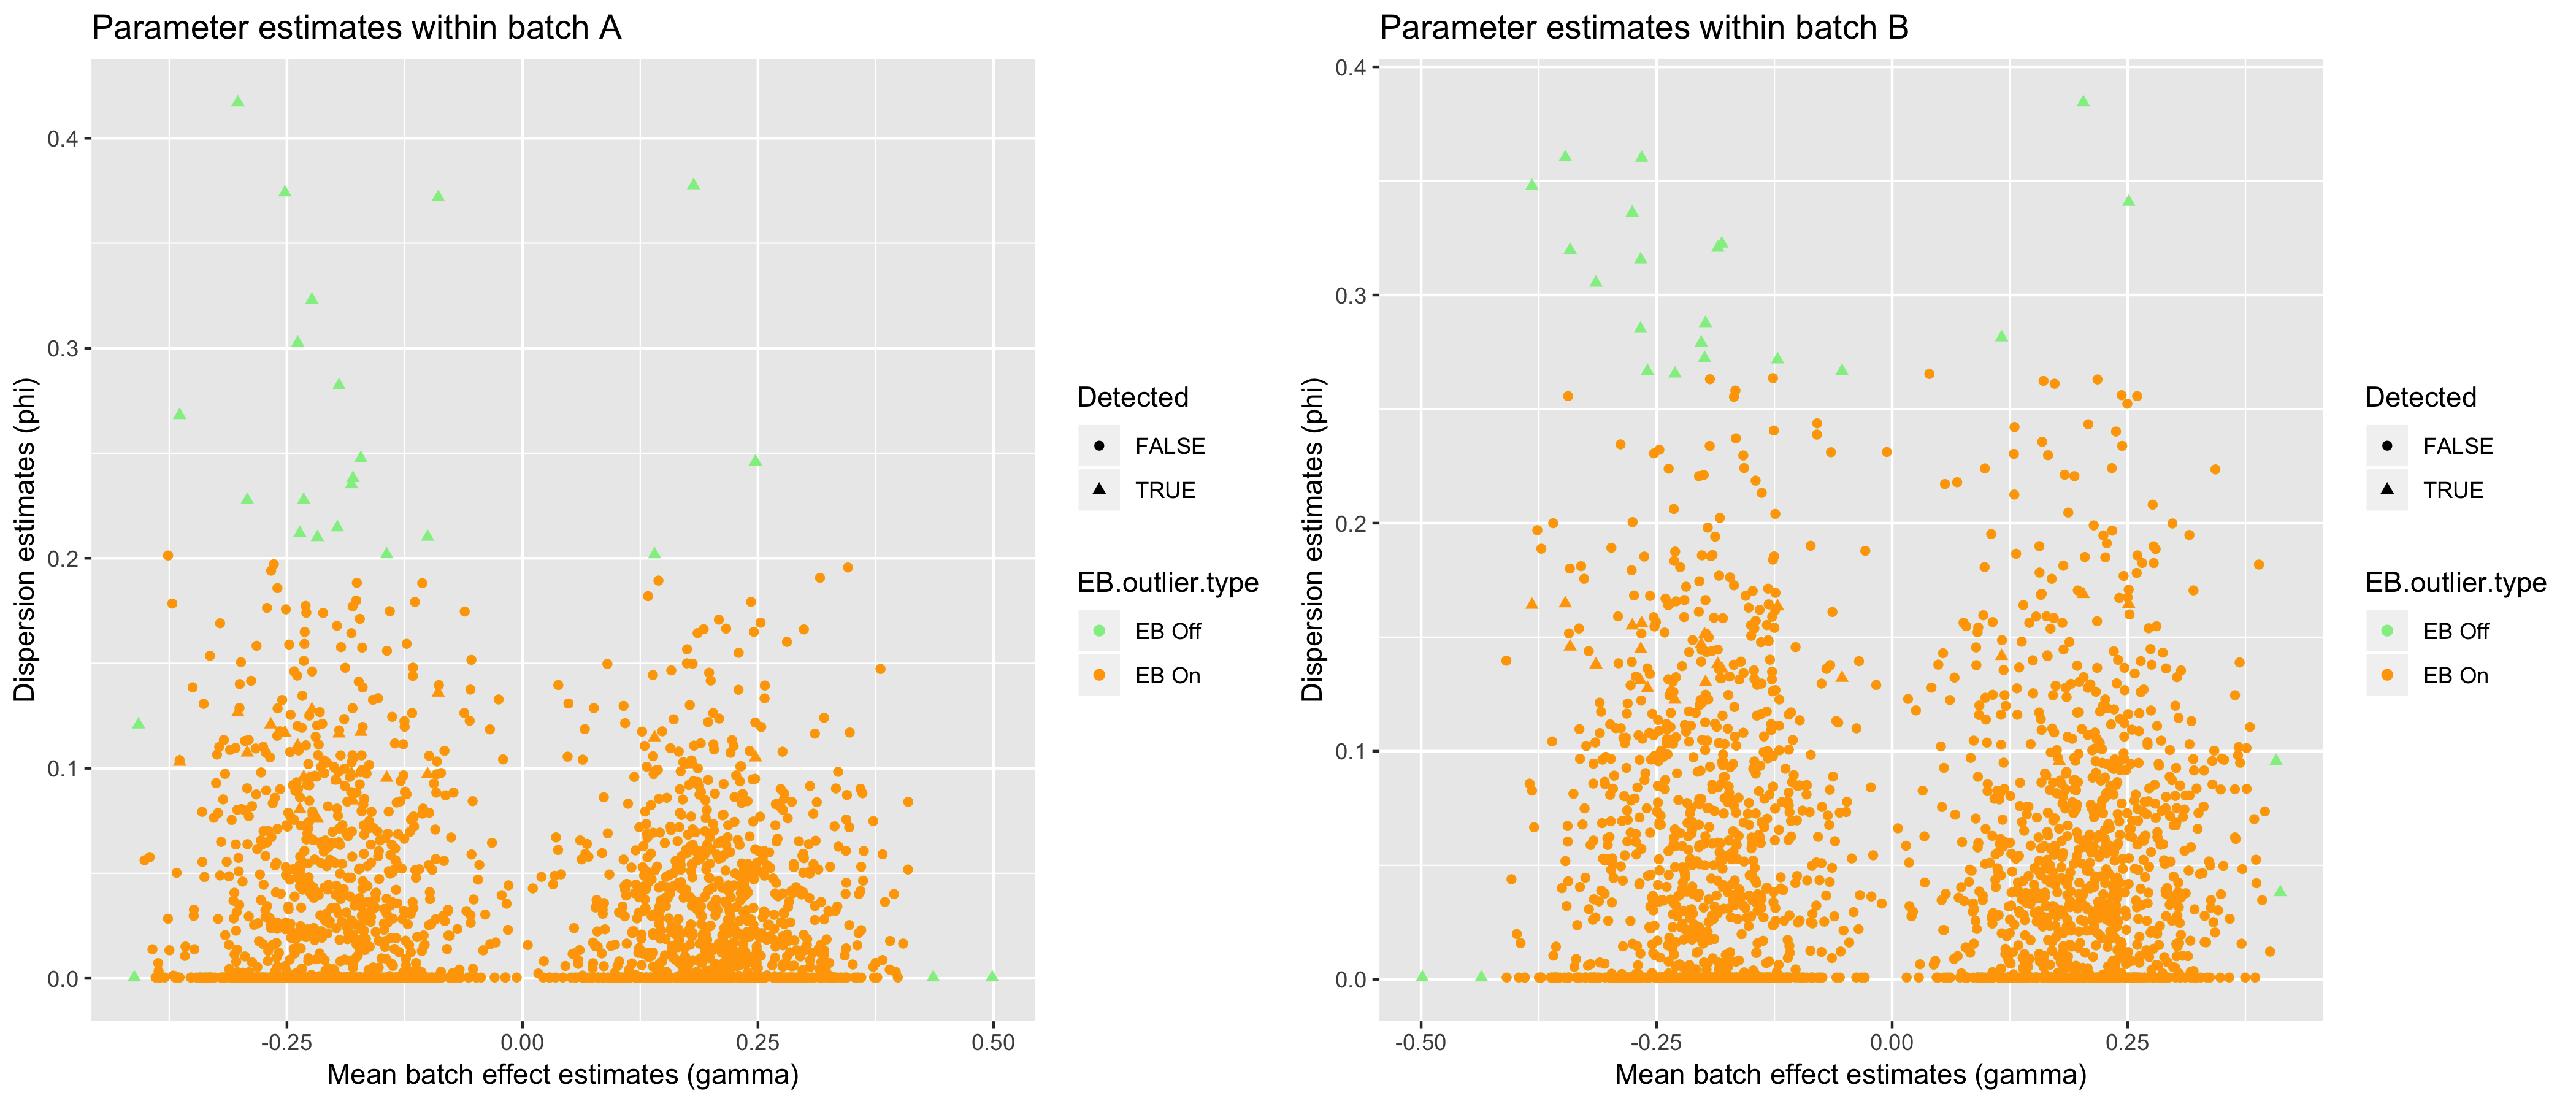 Parameter estimates within batch A
Dispersion estimates (phi)
0.4
0.3
0.2
0.1
0.0
-0.25
0.00
0.25
0.50
Mean batch effect estimates (gamma)
Detected
FALSE
TRUE
EB.outlier.type
EB Off
EB On
Parameter estimates within batch B
Dispersion estimates (phi)
0.4
0.3
0.2
0.1
0.0
-0.50
-0.25
0.00
0.25
Mean batch effect estimates (gamma)
Detected
FALSE
TRUE
EB.outlier.type
EB Off
EB On